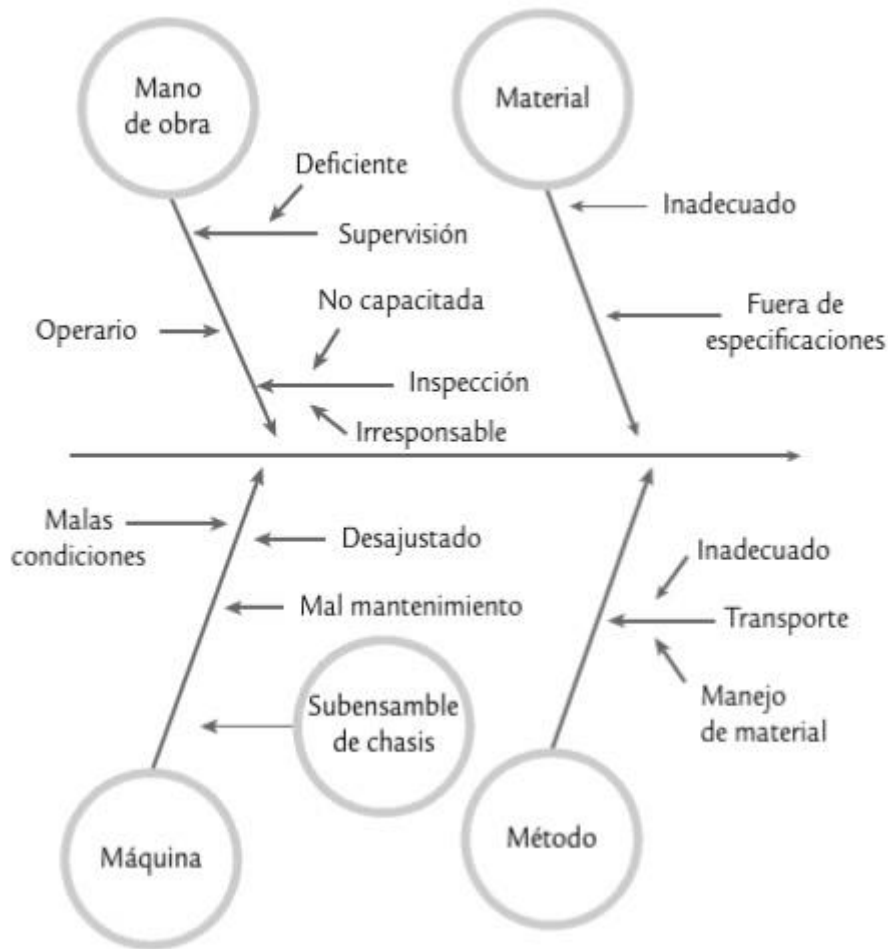 Mano
de obra
Material
Deficiente
Inadecuado
Supervisión
No capacitada
Operario
Fuera de
especificaciones
Inspección
Irresponsable
Malas
condiciones
Desajustado
Inadecuado
Mal mantenimiento
Transporte
Subensamble
de chasis
Manejo
de material
Máquina
Método